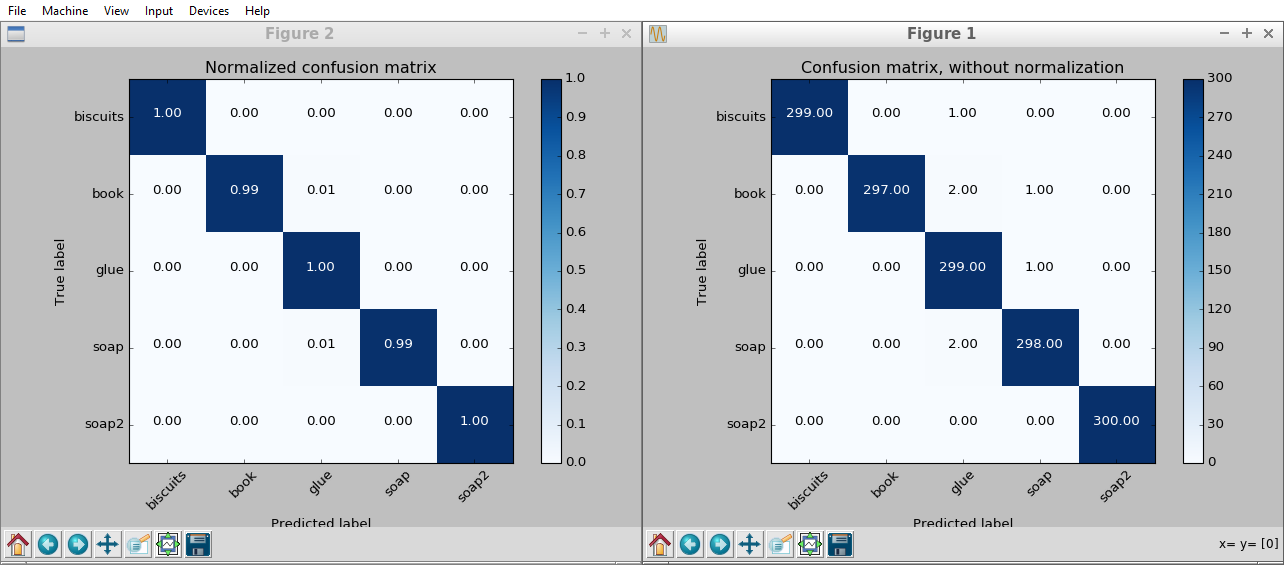 File Machine View Input Devices Help
Figure 2
Normalized confusion matrix
biscuits 1.00 0.00 0.00 0.00 0.00
book 0.00 0.99 0.01 0.00 0.00
glue 0.00 0.00 1.00 0.00 0.00
soap 0.00 0.00 0.01 0.99 0.00
soap2 0.00 0.00 0.00 0.00 1.00
True label
biscuits book glue soap soap2
Predicted label
1.0
0.9
0.8
0.7
0.6
0.5
0.4
0.3
0.2
0.1
0.0
Figure 1
Confusion matrix, without normalization
biscuits 299.00 0.00 1.00 0.00 0.00
book 0.00 297.00 2.00 1.00 0.00
glue 0.00 0.00 299.00 1.00 0.00
soap 0.00 0.00 2.00 298.00 0.00
soap2 0.00 0.00 0.00 0.00 300.00
True label
biscuits book glue soap soap2
Predicted label
300
270
240
210
180
150
120
90
60
30
0
x= y= [0]